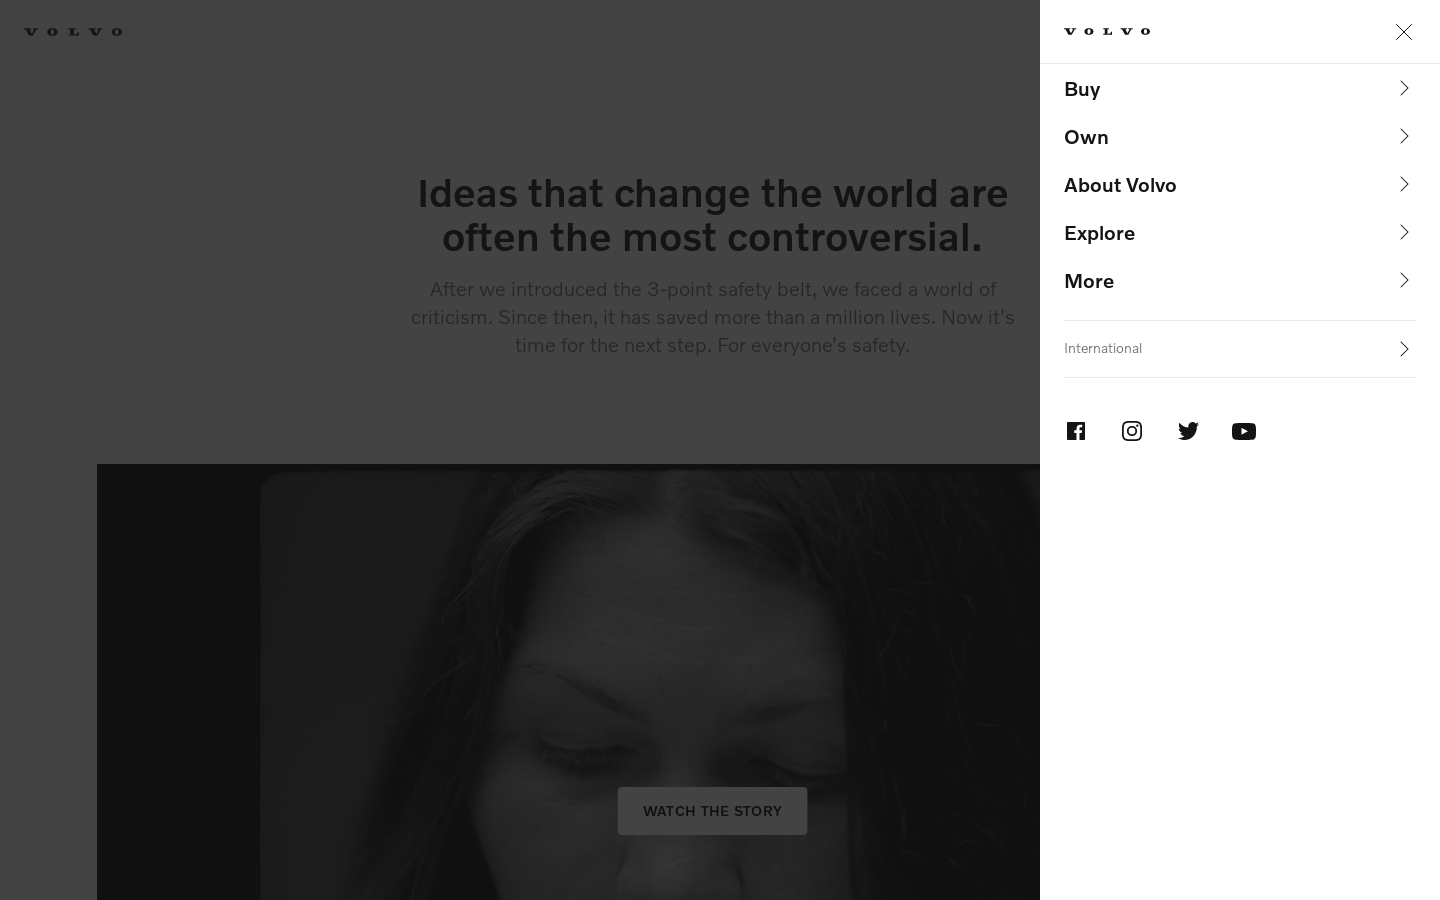 VOLVO
Ideas that change the world are
often the most controversial.
After we introduced the 3-point safety belt, we faced a world of
criticism. Since then, it has saved more than a million lives. Now it's
time for the next step. For everyone's safety.
WATCH THE STORY
VOLVO
Buy
Own
About Volvo
Explore
More
International